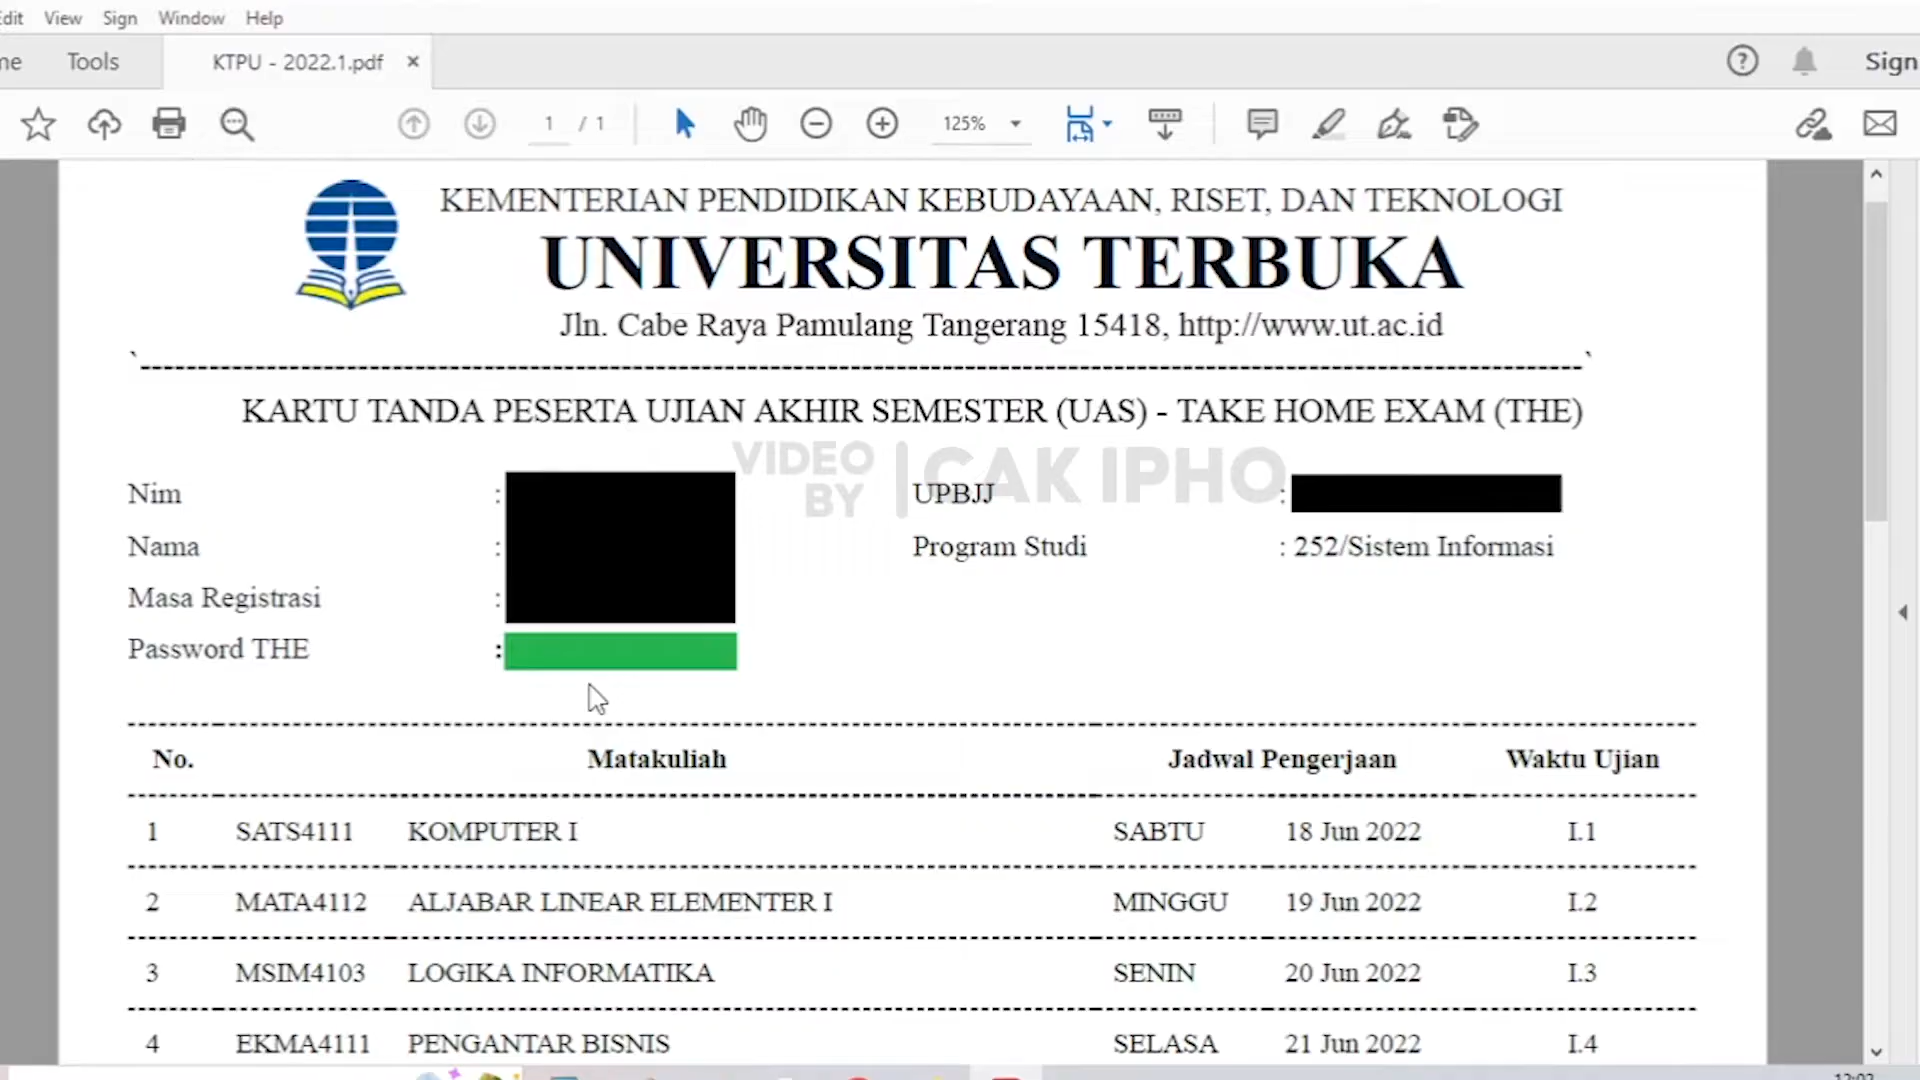 Edit View Sign Window Help
Tools KTPU - 2022.1.pdf × Sign
1 / 1 125%
KEMENTERIAN PENDIDIKAN KEBUDAYAAN, RISET, DAN TEKNOLOGI
UNIVERSITAS TERBUKA
Jln. Cabe Raya Pamulang Tangerang 15418, http://www.ut.ac.id
KARTU TANDA PESERTA UJIAN AKHIR SEMESTER (UAS) - TAKE HOME EXAM (THE)
VIDEO BY | CAK IPHO
Nim : UPBJJ :
Nama : Program Studi : 252/Sistem Informasi
Masa Registrasi :
Password THE :
No. Matakuliah Jadwal Pengerjaan Waktu Ujian
1 SATS4111 KOMPUTER I SABTU 18 Jun 2022 I.1
2 MATA4112 ALJABAR LINEAR ELEMENTER I MINGGU 19 Jun 2022 I.2
3 MSIM4103 LOGIKA INFORMATIKA SENIN 20 Jun 2022 I.3
4 EKMA4111 PENGANTAR BISNIS SELASA 21 Jun 2022 I.4